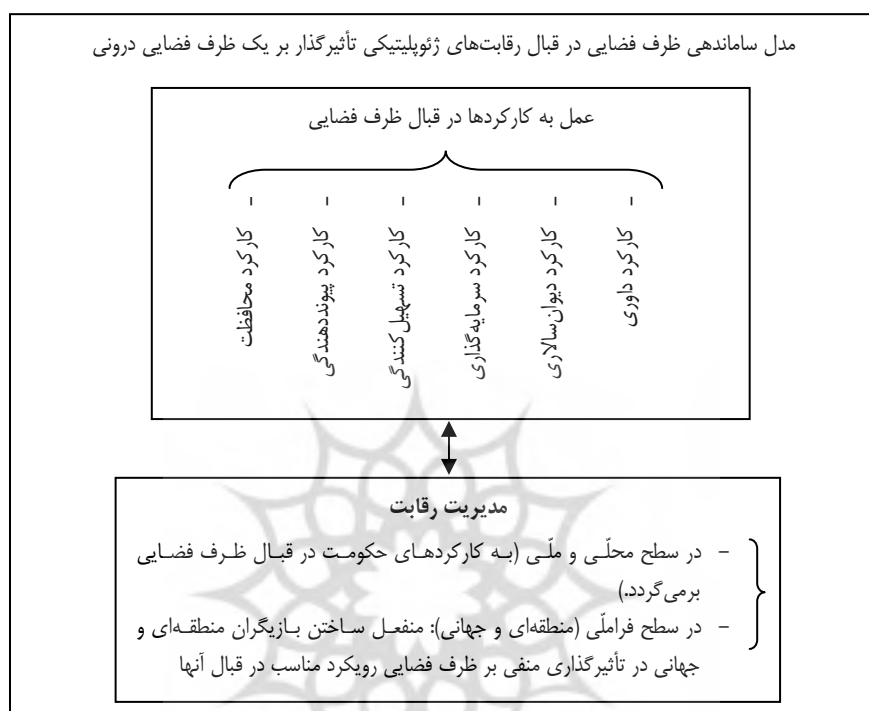 مدل ساماندهی ظرف فضایی در قبال رقابت‌های ژئوپلیتیکی تأثیرگذار بر یک ظرف فضایی درونی
عمل به کارکردها در قبال ظرف فضایی
- کارکرد داوری
- کارکرد دیوان‌سالاری
- کارکرد سرمایه‌گذاری
- کارکرد تسهیل‌کنندگی
- کارکرد پیونددهندگی
- کارکرد محافظت
مدیریت رقابت
- در سطح محلّی و ملّی (به کارکردهای حکومت در قبال ظرف فضایی
برمی‌گردد.)
- در سطح فراملّی (منطقه‌ای و جهانی): منفعل ساختن بازیگران منطقه‌ای و
جهانی در تأثیرگذاری منفی بر ظرف فضایی رویکرد مناسب در قبال آنها